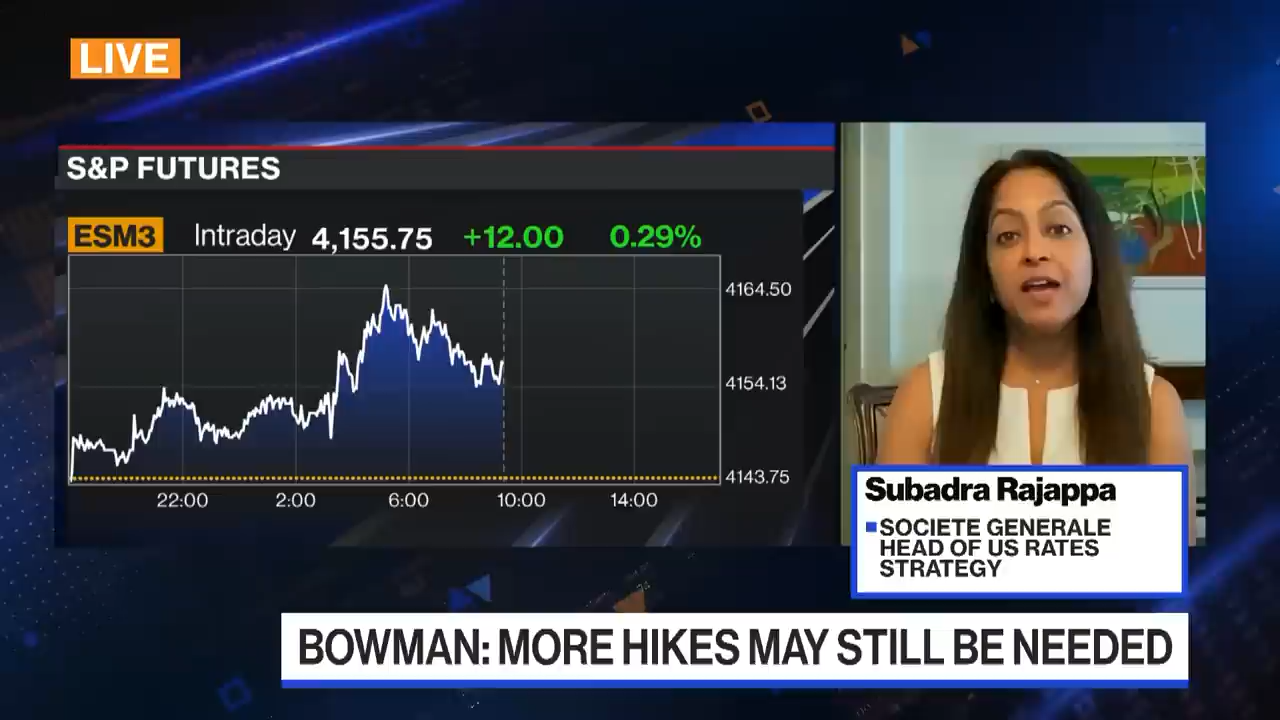 LIVE
S&P FUTURES
ESM3 Intraday 4,155.75 +12.00 0.29%
4164.50
4154.13
4143.75
22:00 2:00 6:00 10:00 14:00
Subadra Rajappa
SOCIETE GENERALE
HEAD OF US RATES
STRATEGY
BOWMAN: MORE HIKES MAY STILL BE NEEDED